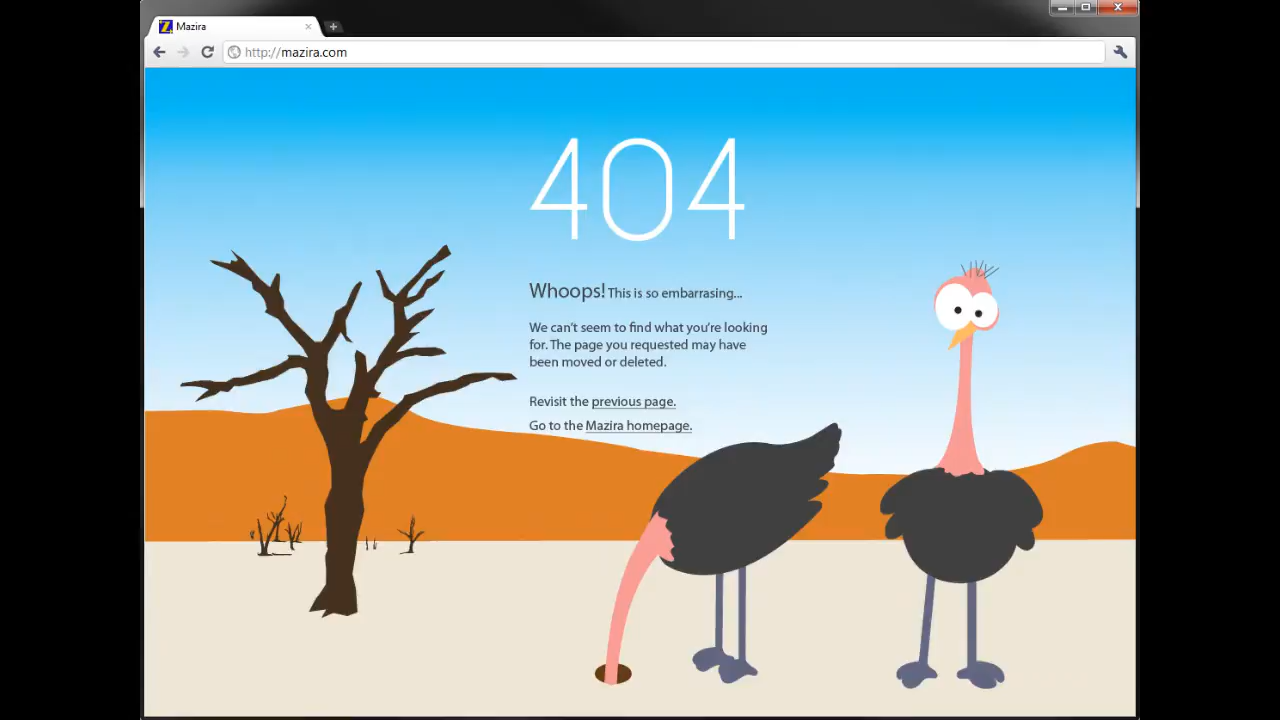 Mazira
http://mazira.com
404
Whoops! This is so embarrasing...
We can't seem to find what you're looking
for. The page you requested may have
been moved or deleted.
Revisit the previous page.
Go to the Mazira homepage.